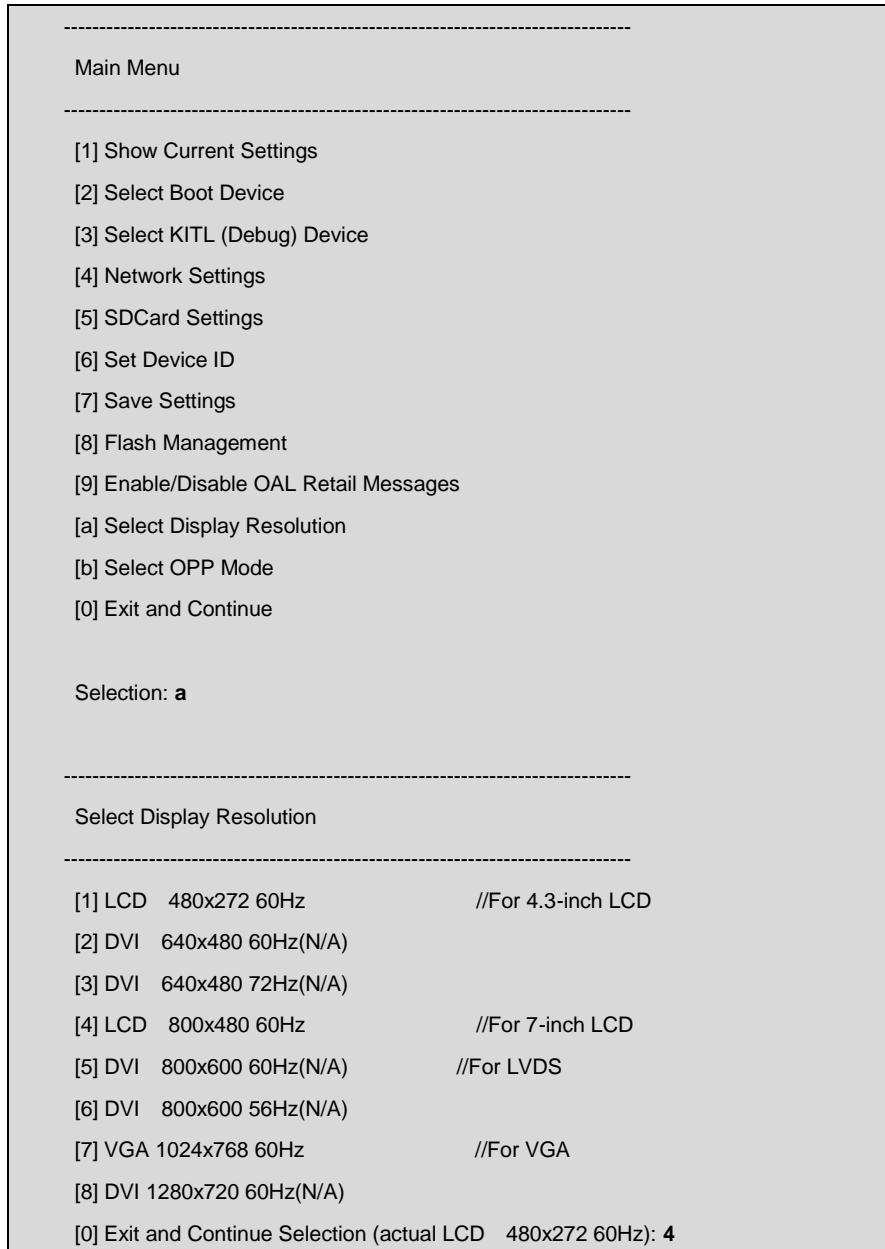 --------------------------------------------------------------------------------
Main Menu
--------------------------------------------------------------------------------
[1] Show Current Settings
[2] Select Boot Device
[3] Select KITL (Debug) Device
[4] Network Settings
[5] SDCard Settings
[6] Set Device ID
[7] Save Settings
[8] Flash Management
[9] Enable/Disable OAL Retail Messages
[a] Select Display Resolution
[b] Select OPP Mode
[0] Exit and Continue
Selection: a
--------------------------------------------------------------------------------
Select Display Resolution
--------------------------------------------------------------------------------
[1] LCD 480x272 60Hz //For 4.3-inch LCD
[2] DVI 640x480 60Hz(N/A)
[3] DVI 640x480 72Hz(N/A)
[4] LCD 800x480 60Hz //For 7-inch LCD
[5] DVI 800x600 60Hz(N/A) //For LVDS
[6] DVI 800x600 56Hz(N/A)
[7] VGA 1024x768 60Hz //For VGA
[8] DVI 1280x720 60Hz(N/A)
[0] Exit and Continue Selection (actual LCD 480x272 60Hz): 4